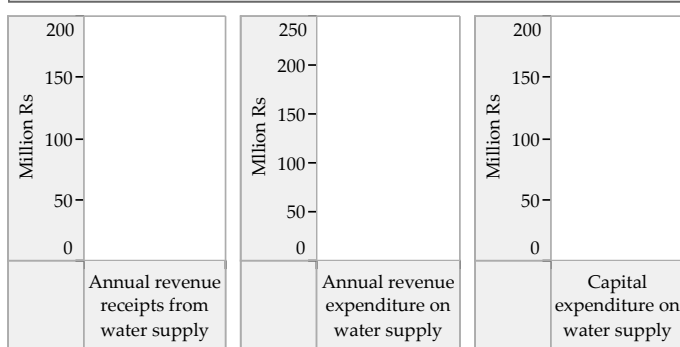 200
150
100
50
0
Million Rs
Annual revenue
receipts from
water supply
250
200
150
100
50
0
MIlion Rs
Annual revenue
expenditure on
water supply
200
150
100
50
0
Million Rs
Capital
expenditure on
water supply